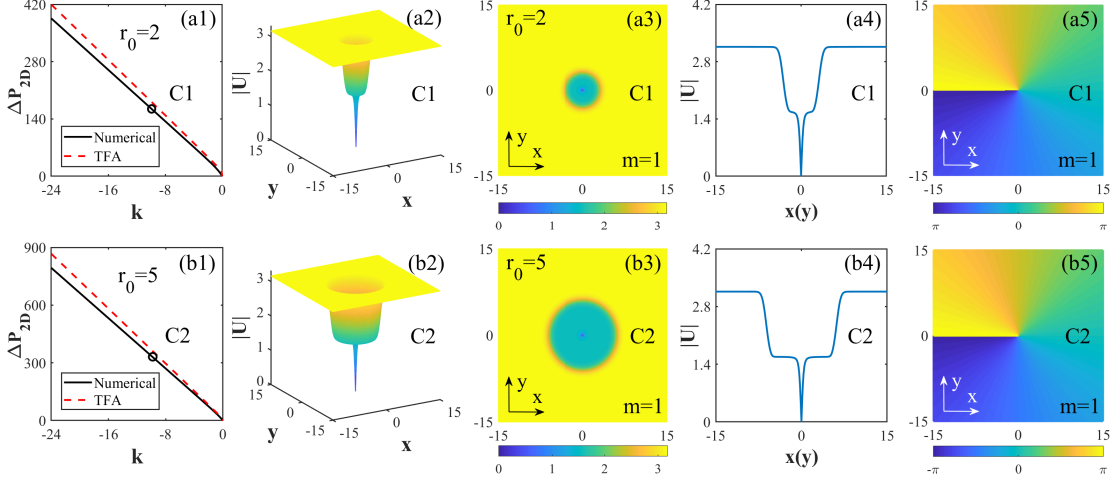 420
280
140
0
ΔP2D
r0=2
(a1)
C1
Numerical
TFA
-24
-16
-8
0
k
(a2)
|U|
3
2
1
0
C1
15
0
-15
y
-15
0
15
x
15
0
-15
r0=2
(a3)
C1
y
x
m=1
-15
0
15
0
1
2
3
(a4)
|U|
4.2
2.8
1.4
0
C1
-15
0
15
x(y)
(a5)
C1
y
x
m=1
-15
0
15
-π
0
π
900
600
300
0
ΔP2D
r0=5
(b1)
C2
Numerical
TFA
-24
-16
-8
0
k
(b2)
|U|
3
2
1
0
C2
15
0
-15
y
-15
0
15
x
15
0
-15
r0=5
(b3)
C2
y
x
m=1
-15
0
15
0
1
2
3
(b4)
|U|
4.2
2.8
1.4
0
C2
-15
0
15
x(y)
(b5)
C2
y
x
m=1
-15
0
15
-π
0
π